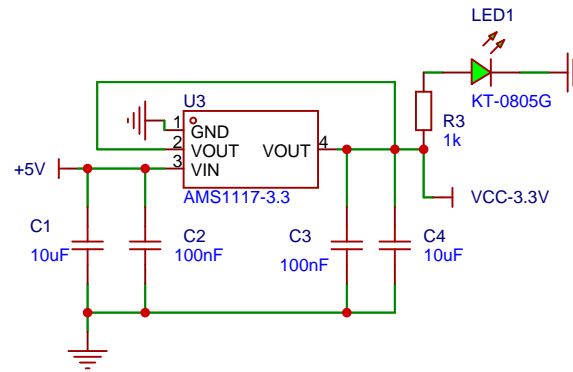 LED1
KT-0805G
U3
R3
1k
1 GND
2 VOUT VOUT 4
3 VIN
+5V
AMS1117-3.3
VCC-3.3V
C1
10uF
C2
100nF
C3
100nF
C4
10uF